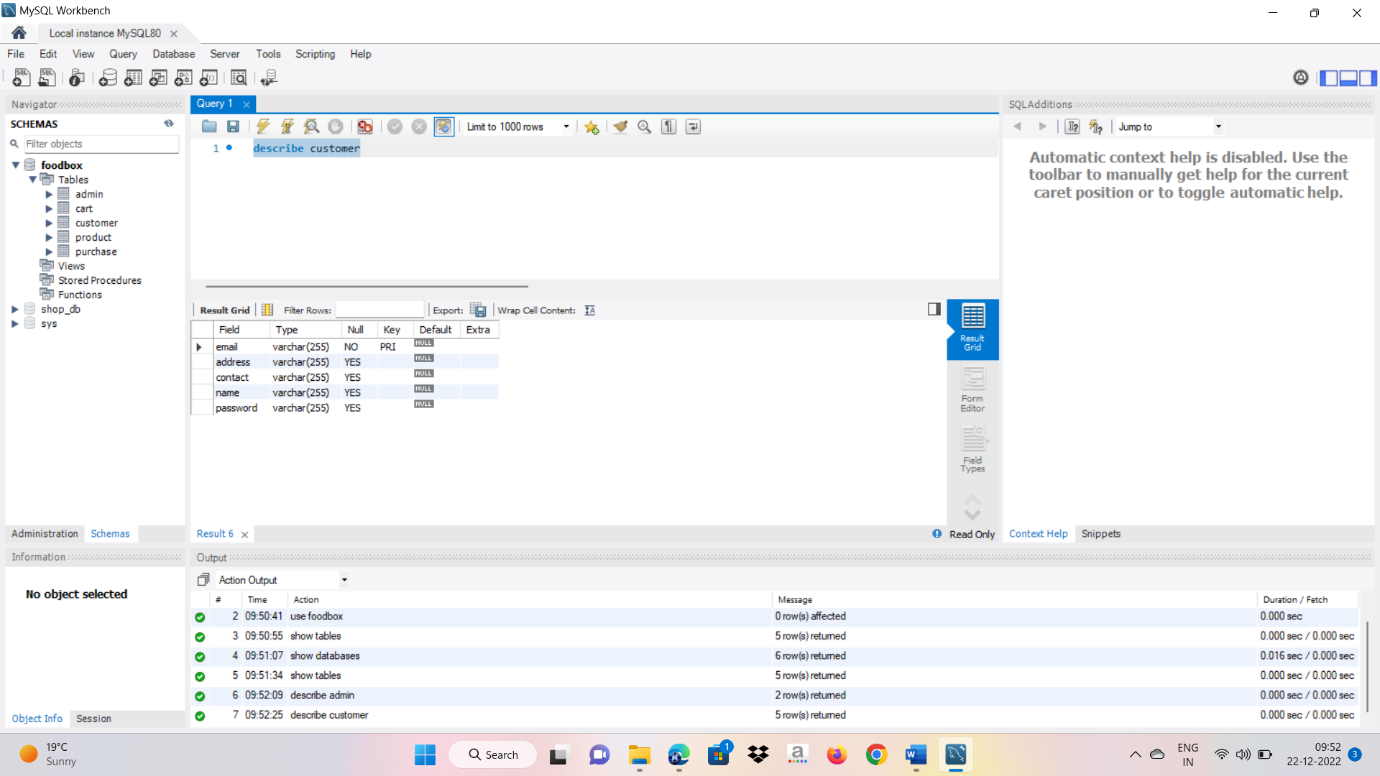 MySQL Workbench
Local instance MySQL80
File Edit View Query Database Server Tools Scripting Help
Navigator
SCHEMAS
Filter objects
foodbox
Tables
admin
cart
customer
product
purchase
Views
Stored Procedures
Functions
shop_db
sys
Administration Schemas
Information
No object selected
Object Info Session
Query 1
Limit to 1000 rows
1 describe customer
Result Grid Filter Rows: Export: Wrap Cell Content:
Field Type Null Key Default Extra
email varchar(255) NO PRI NULL
address varchar(255) YES NULL
contact varchar(255) YES NULL
name varchar(255) YES NULL
password varchar(255) YES NULL
Result
Grid
Form
Editor
Field
Types
Result 6 Read Only
SQLAdditions
Jump to
Automatic context help is disabled. Use the
toolbar to manually get help for the current
caret position or to toggle automatic help.
Context Help Snippets
Output
Action Output
# Time Action Message Duration / Fetch
2 09:50:41 use foodbox 0 row(s) affected 0.000 sec
3 09:50:55 show tables 5 row(s) returned 0.000 sec / 0.000 sec
4 09:51:07 show databases 6 row(s) returned 0.016 sec / 0.000 sec
5 09:51:34 show tables 5 row(s) returned 0.000 sec / 0.000 sec
6 09:52:09 describe admin 2 row(s) returned 0.000 sec / 0.000 sec
7 09:52:25 describe customer 5 row(s) returned 0.000 sec / 0.000 sec
19°C
Sunny
Search
1
a
W
ENG
IN
09:52
22-12-2022
3